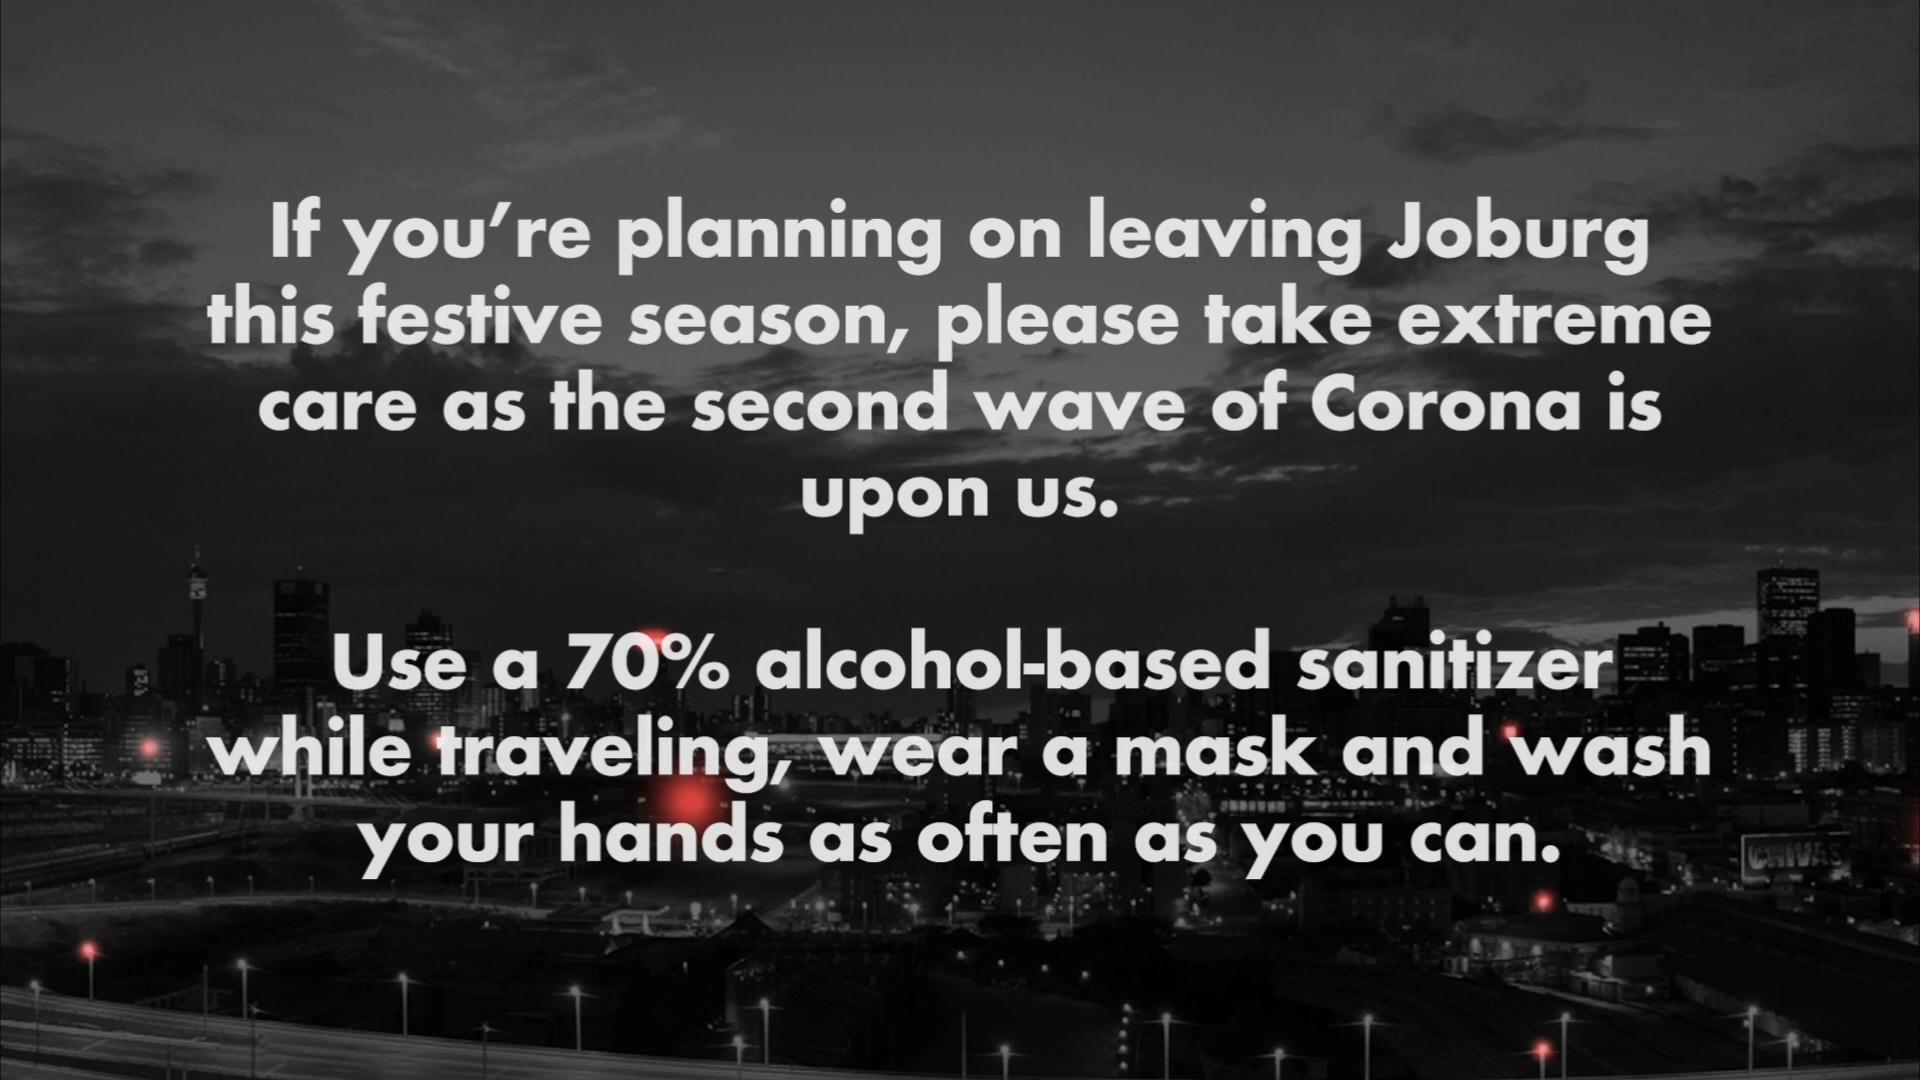 If you’re planning on leaving Joburg
this festive season, please take extreme
care as the second wave of Corona is
upon us.
Use a 70% alcohol-based sanitizer
while traveling, wear a mask and wash
your hands as often as you can.
CHIVAS